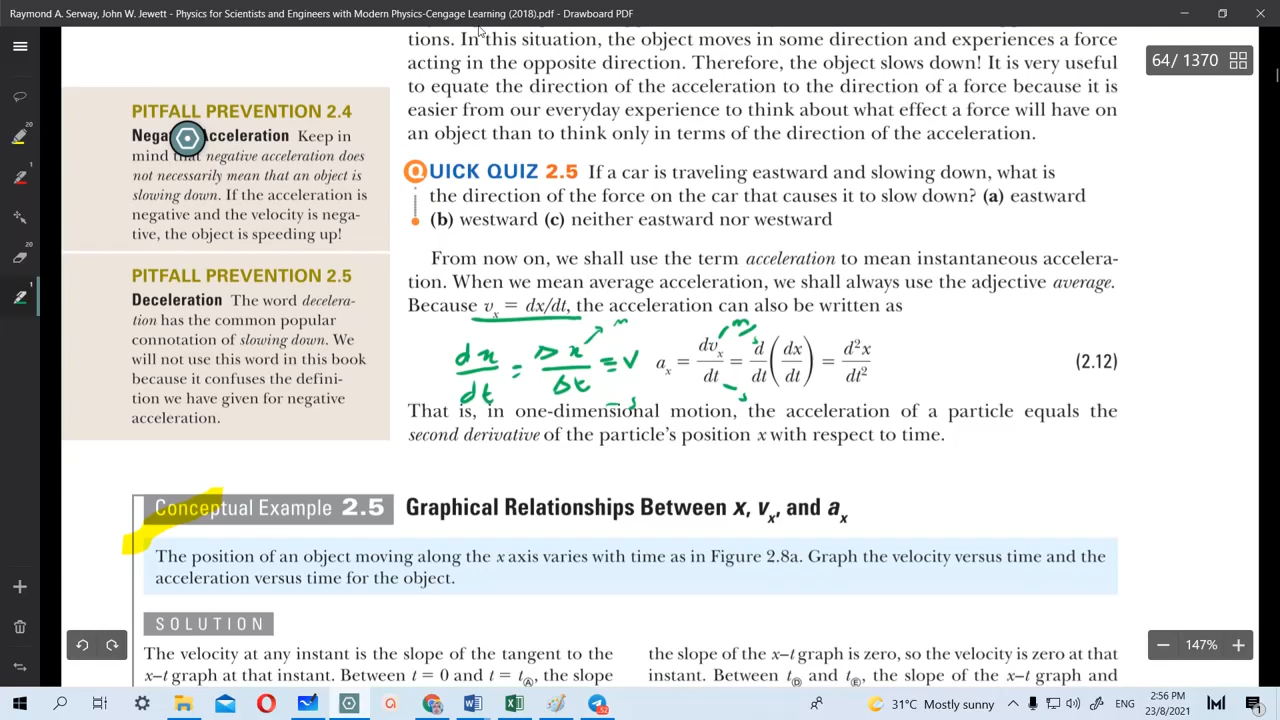 Raymond A. Serway, John W. Jewett - Physics for Scientists and Engineers with Modern Physics-Cengage Learning (2018).pdf - Drawboard PDF
64 / 1370
tions. In this situation, the object moves in some direction and experiences a force
acting in the opposite direction. Therefore, the object slows down! It is very useful
to equate the direction of the acceleration to the direction of a force because it is
easier from our everyday experience to think about what effect a force will have on
an object than to think only in terms of the direction of the acceleration.
PITFALL PREVENTION 2.4
Nega Acceleration Keep in
mind that negative acceleration does
not necessarily mean that an object is
slowing down. If the acceleration is
negative and the velocity is nega-
tive, the object is speeding up!
PITFALL PREVENTION 2.5
Deceleration The word decelera-
tion has the common popular
connotation of slowing down. We
will not use this word in this book
because it confuses the defini-
tion we have given for negative
acceleration.
QUICK QUIZ 2.5 If a car is traveling eastward and slowing down, what is
the direction of the force on the car that causes it to slow down? (a) eastward
(b) westward (c) neither eastward nor westward
From now on, we shall use the term acceleration to mean instantaneous accelera-
tion. When we mean average acceleration, we shall always use the adjective average.
Because vₓ = dx/dt, the acceleration can also be written as
dx/dt = Δx/Δt = v
m
s
m/s
s
aₓ = dvₓ/dt = d/dt (dx/dt) = d²x/dt² (2.12)
That is, in one-dimensional motion, the acceleration of a particle equals the
second derivative of the particle's position x with respect to time.
Conceptual Example 2.5 Graphical Relationships Between x, vₓ, and aₓ
The position of an object moving along the x axis varies with time as in Figure 2.8a. Graph the velocity versus time and the
acceleration versus time for the object.
SOLUTION
The velocity at any instant is the slope of the tangent to the
x–t graph at that instant. Between t = 0 and t = tⒶ, the slope
the slope of the x–t graph is zero, so the velocity is zero at that
instant. Between tⒹ and tⒺ, the slope of the x–t graph and
20
1
20
1
147%
31°C Mostly sunny
ENG
2:56 PM
23/8/2021